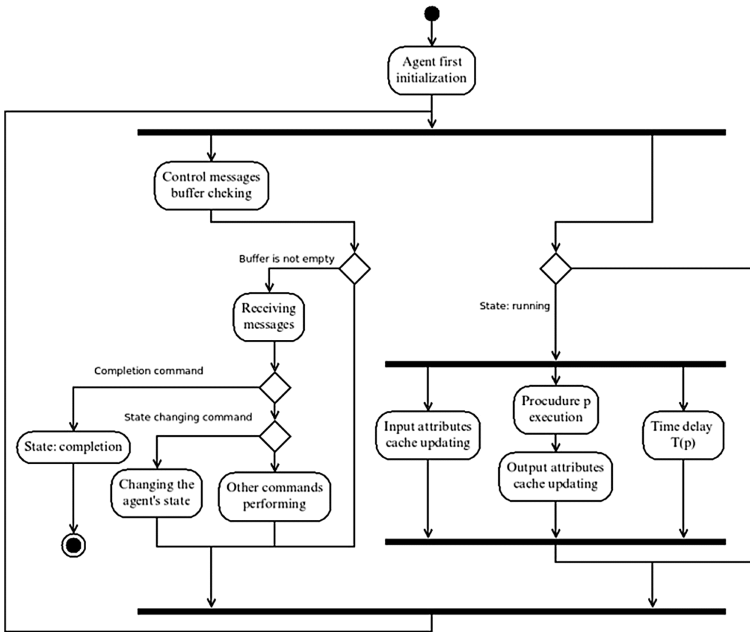 Agent first
initialization
Control messages
buffer cheking
Buffer is not empty
Receiving
messages
State: running
Completion command
State changing command
State: completion
Changing the
agent's state
Other commands
performing
Input attributes
cache updating
Procudure p
execution
Output attributes
cache updating
Time delay
T(p)